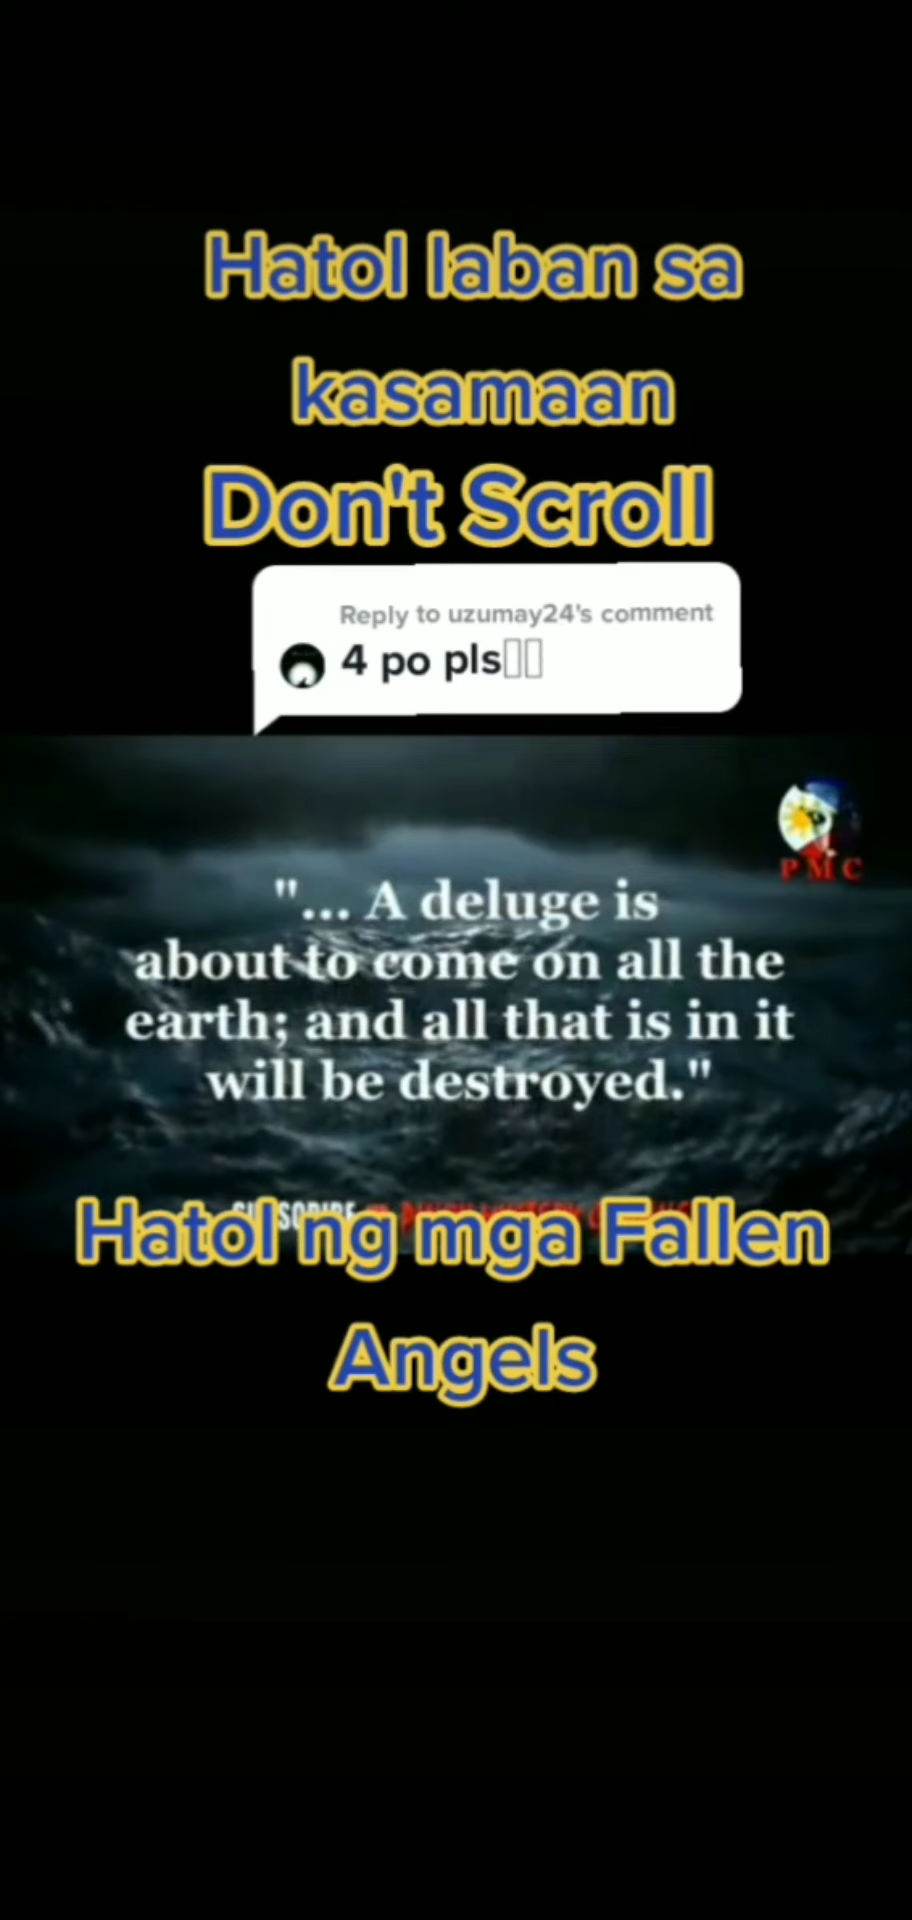 Hatol laban sa
kasamaan
Don't Scroll
Reply to uzumay24's comment
4 po pls
P M C
"... A deluge is
about to come on all the
earth; and all that is in it
will be destroyed."
Hatol ng mga Fallen
Angels